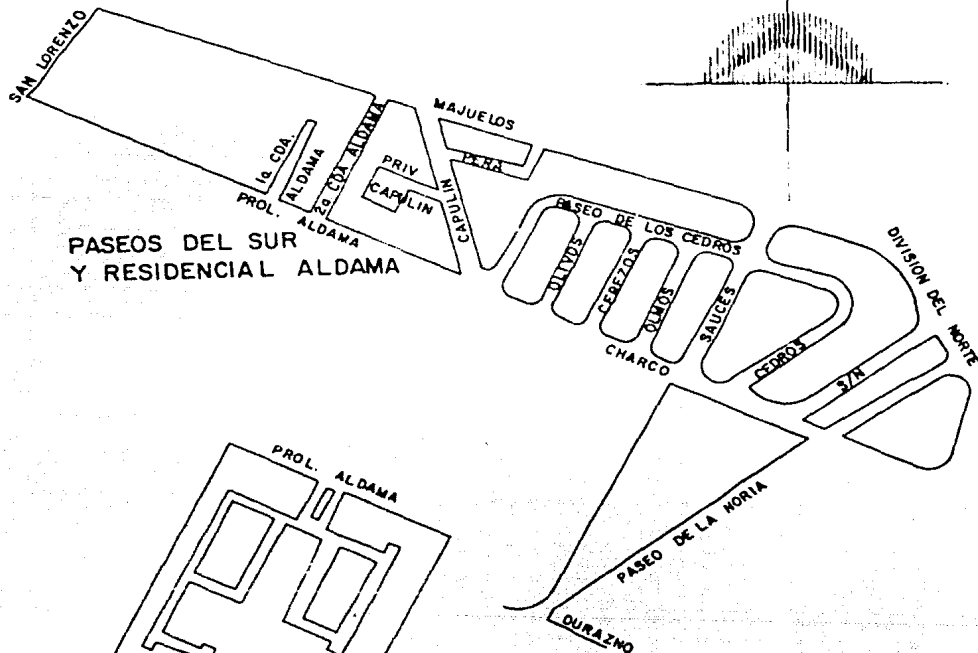 SAN LORENZO
1a. CDA.
ALDAMA
2a CDA ALDAMA
PROL. ALDAMA
PRIV
CAPULIN
CAPULIN
MAJUELOS
PERA
PASEO DE LOS CEDROS
OLIVOS
CEREZOS
OLMOS
SAUCES
CHARCO
CEDROS
S/N
DIVISION DEL NORTE
PASEOS DEL SUR
Y RESIDENCIAL ALDAMA
PROL. ALDAMA
PASEO DE LA NORIA
DURAZNO